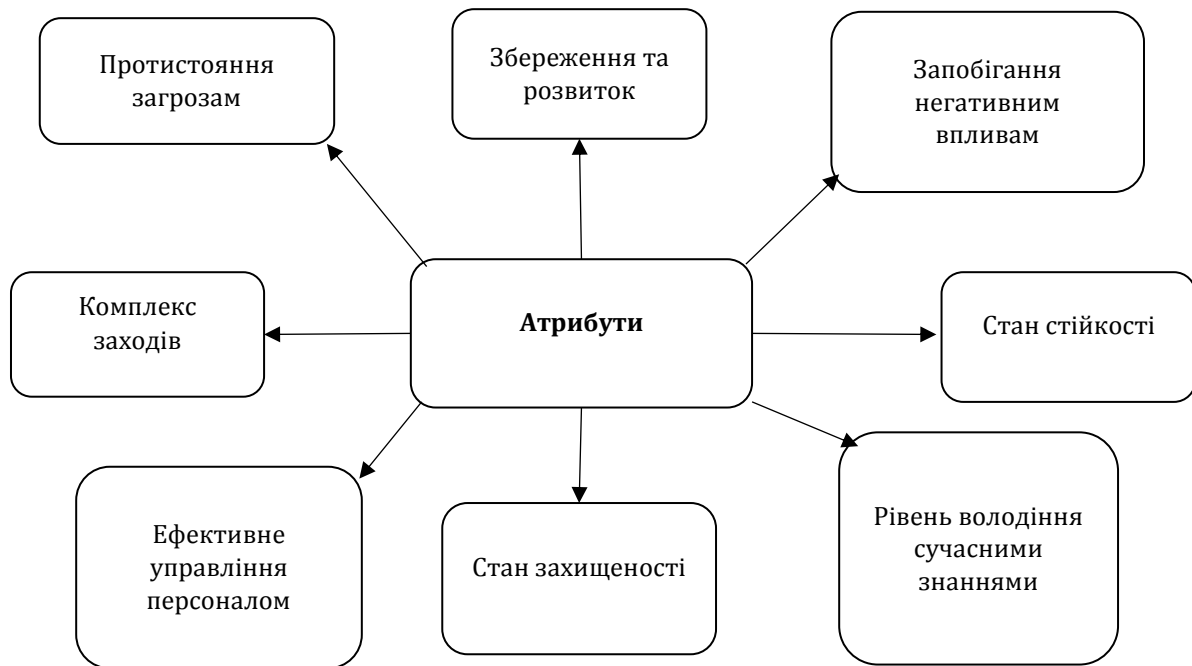 Протистояння
загрозам
Збереження та
розвиток
Запобігання
негативним
впливам
Комплекс
заходів
Атрибути
Стан стійкості
Ефективне
управління
персоналом
Стан захищеності
Рівень володіння
сучасними
знаннями